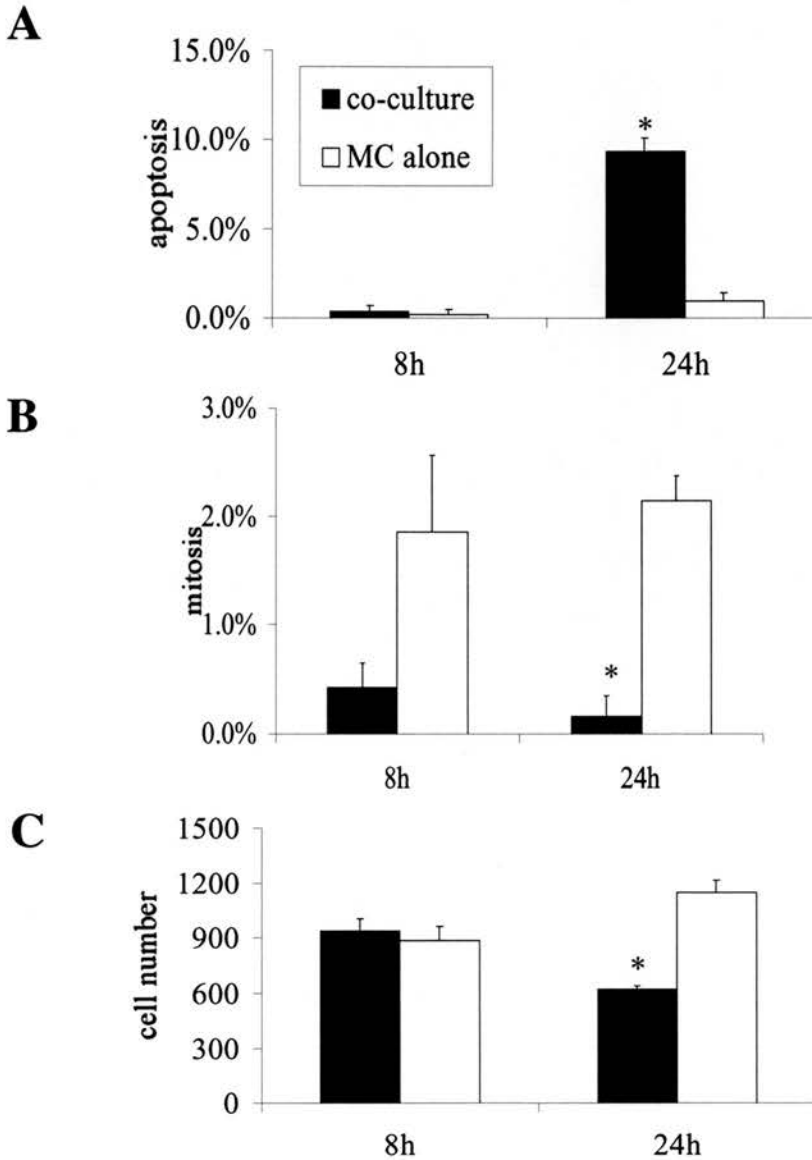 A
15.0%
10.0%
5.0%
0.0%
apoptosis
co-culture
MC alone
*
8h 24h
B
3.0%
2.0%
1.0%
0.0%
mitosis
*
8h 24h
C
1500
1200
900
600
300
0
cell number
*
8h 24h